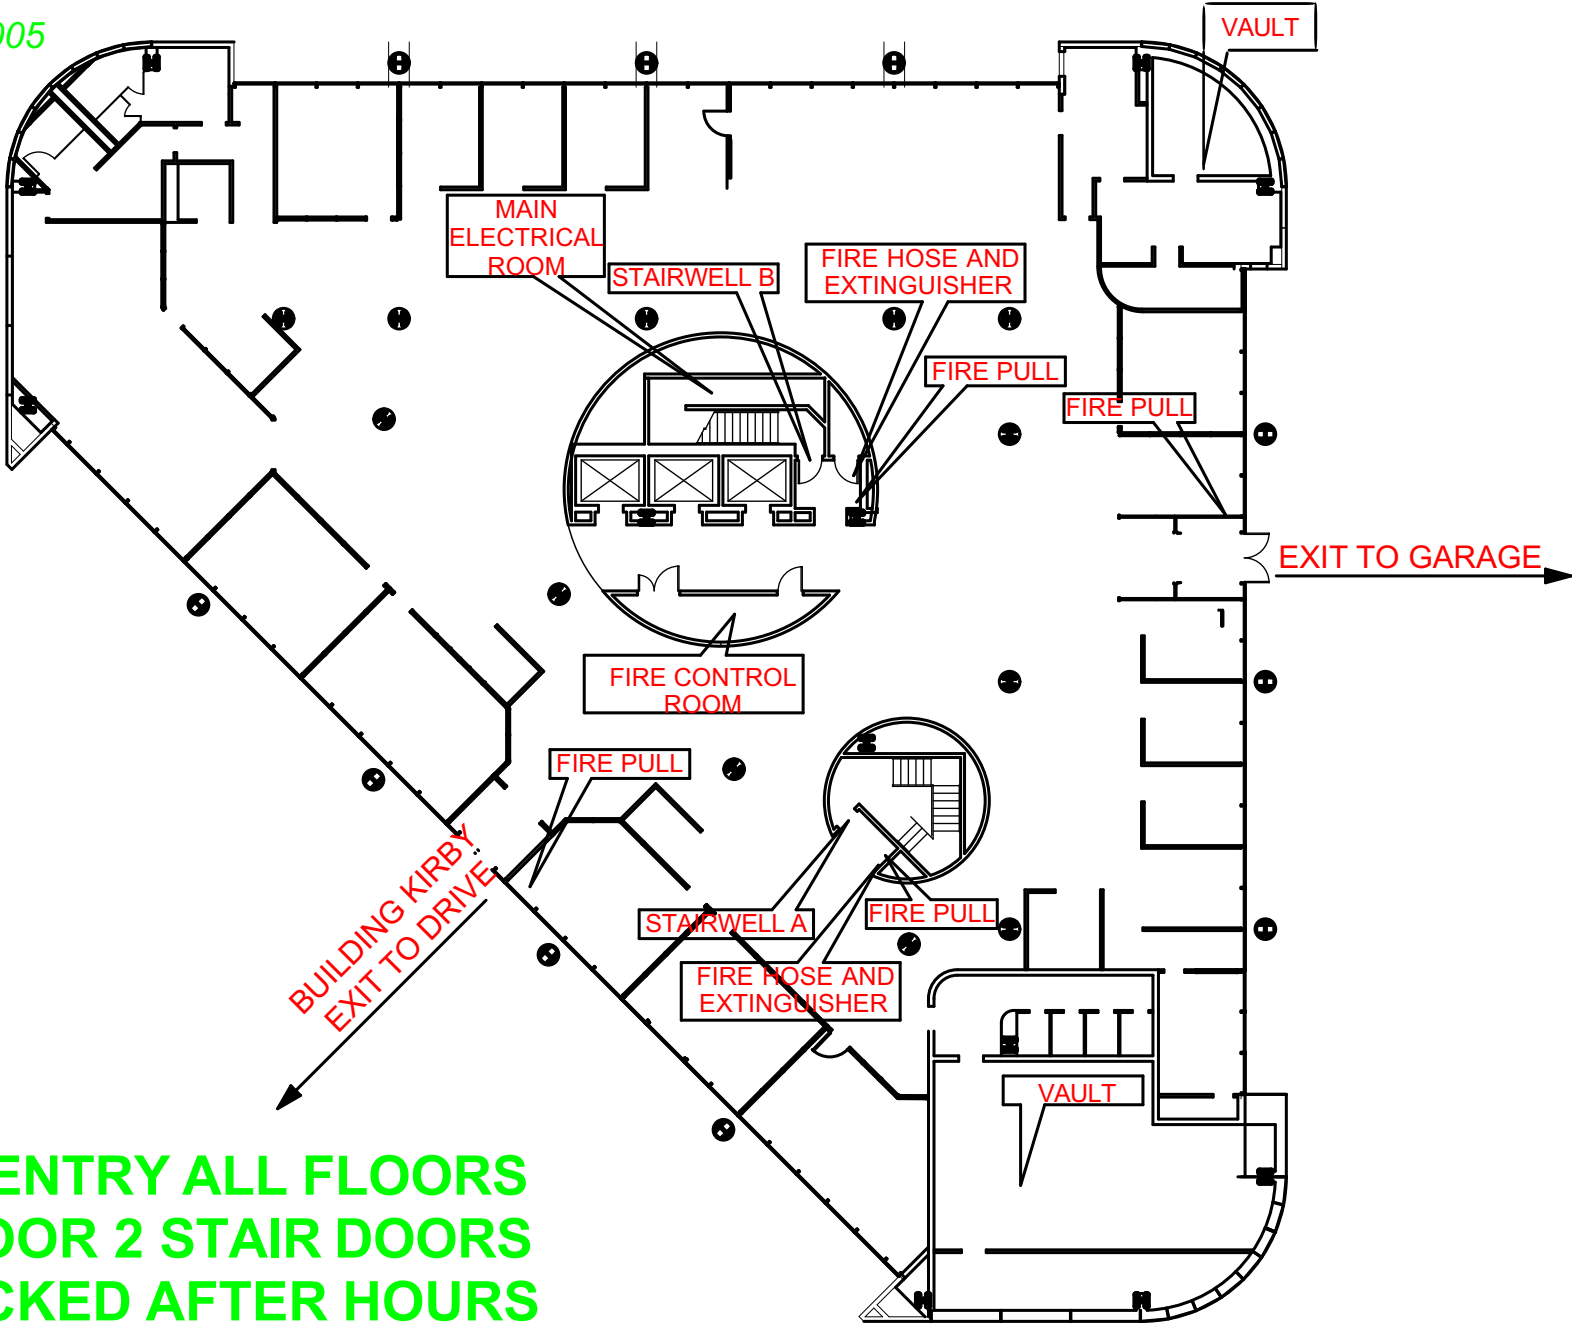 005
VAULT
MAIN
ELECTRICAL
ROOM
STAIRWELL B
FIRE HOSE AND
EXTINGUISHER
FIRE PULL
FIRE PULL
EXIT TO GARAGE
FIRE CONTROL
ROOM
FIRE PULL
BUILDING KIRBY
EXIT TO DRIVE
STAIRWELL A
FIRE PULL
FIRE HOSE AND
EXTINGUISHER
VAULT
ENTRY ALL FLOORS
OOR 2 STAIR DOORS
CKED AFTER HOURS